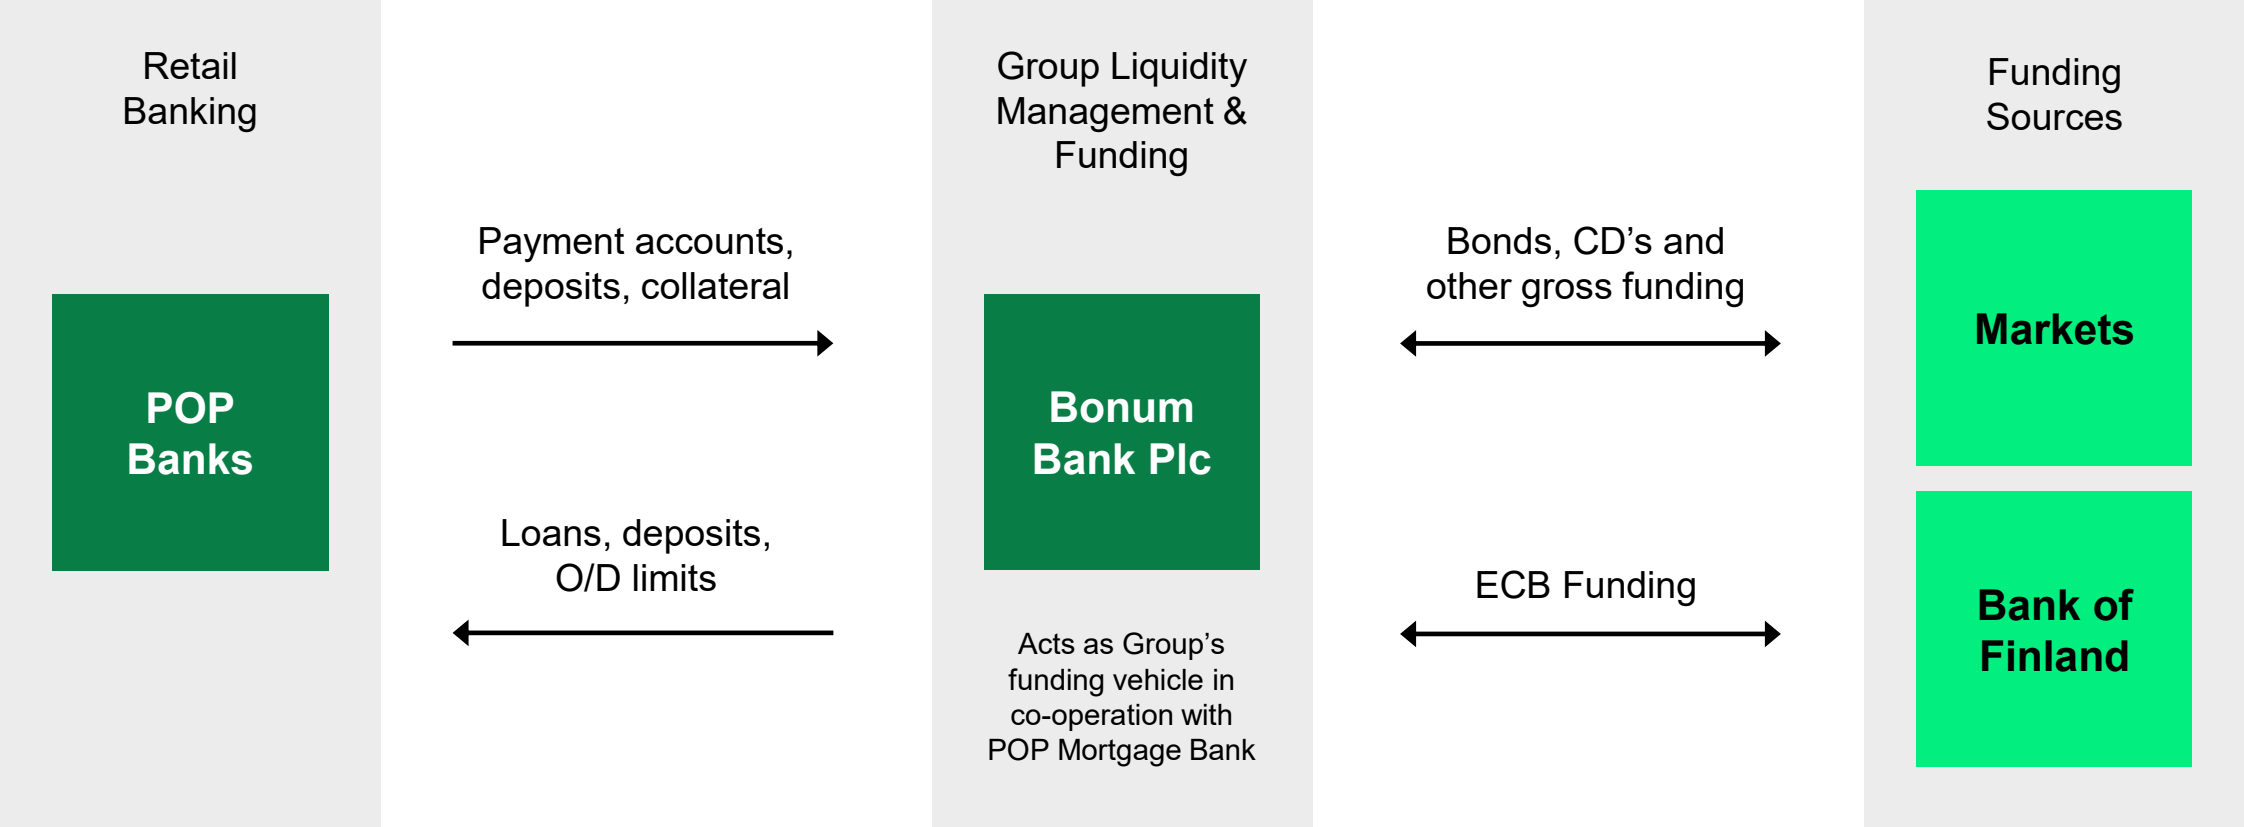 Retail
Banking
POP
Banks
Payment accounts,
deposits, collateral
Loans, deposits,
O/D limits
Group Liquidity
Management &
Funding
Bonum
Bank Plc
Acts as Group’s
funding vehicle in
co-operation with
POP Mortgage Bank
Bonds, CD’s and
other gross funding
ECB Funding
Funding
Sources
Markets
Bank of
Finland